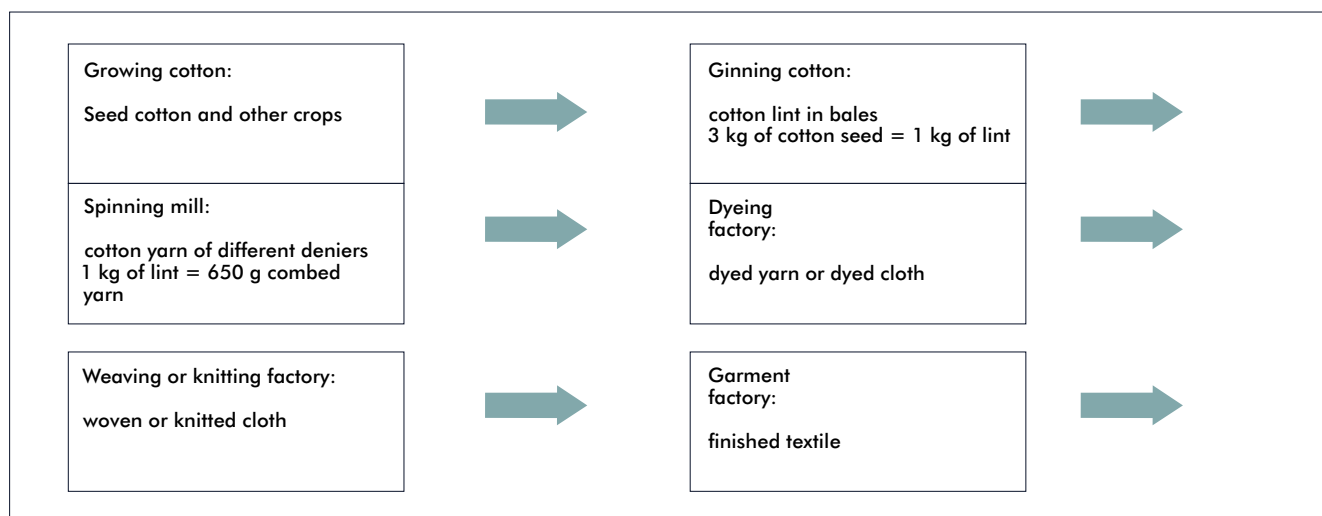 Growing cotton:
Seed cotton and other crops
Ginning cotton:
cotton lint in bales
3 kg of cotton seed = 1 kg of lint
Spinning mill:
cotton yarn of different deniers
1 kg of lint = 650 g combed
yarn
Dyeing
factory:
dyed yarn or dyed cloth
Weaving or knitting factory:
woven or knitted cloth
Garment
factory:
finished textile